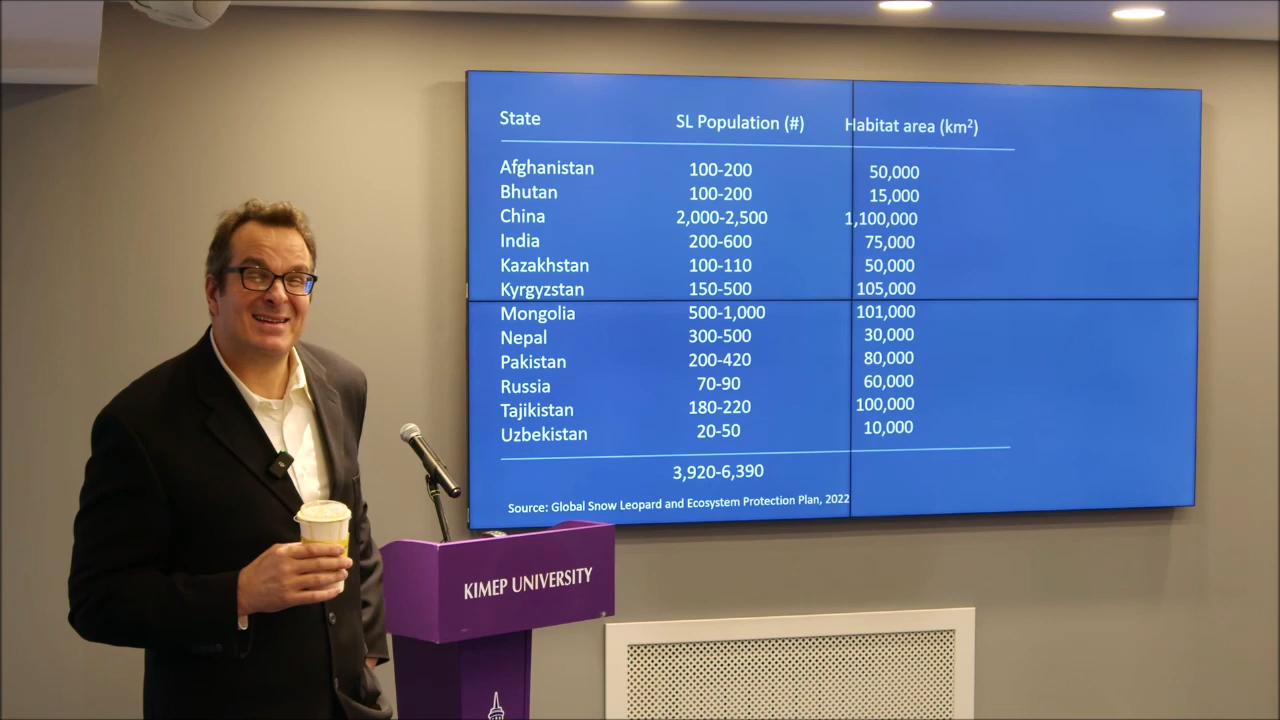 State SL Population (#) Habitat area (km²)
Afghanistan 100-200 50,000
Bhutan 100-200 15,000
China 2,000-2,500 1,100,000
India 200-600 75,000
Kazakhstan 100-110 50,000
Kyrgyzstan 150-500 105,000
Mongolia 500-1,000 101,000
Nepal 300-500 30,000
Pakistan 200-420 80,000
Russia 70-90 60,000
Tajikistan 180-220 100,000
Uzbekistan 20-50 10,000
3,920-6,390
Source: Global Snow Leopard and Ecosystem Protection Plan, 2022
KIMEP UNIVERSITY